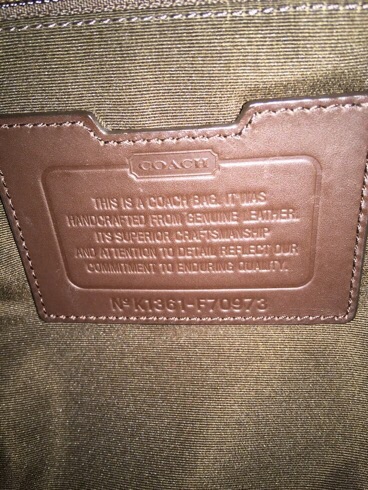 COACH
THIS IS A COACH BAG. IT WAS
HANDCRAFTED FROM GENUINE LEATHER.
ITS SUPERIOR CRAFTSMANSHIP
AND ATTENTION TO DETAIL REFLECT OUR
COMMITMENT TO ENDURING QUALITY.
Nº K1361-F70973